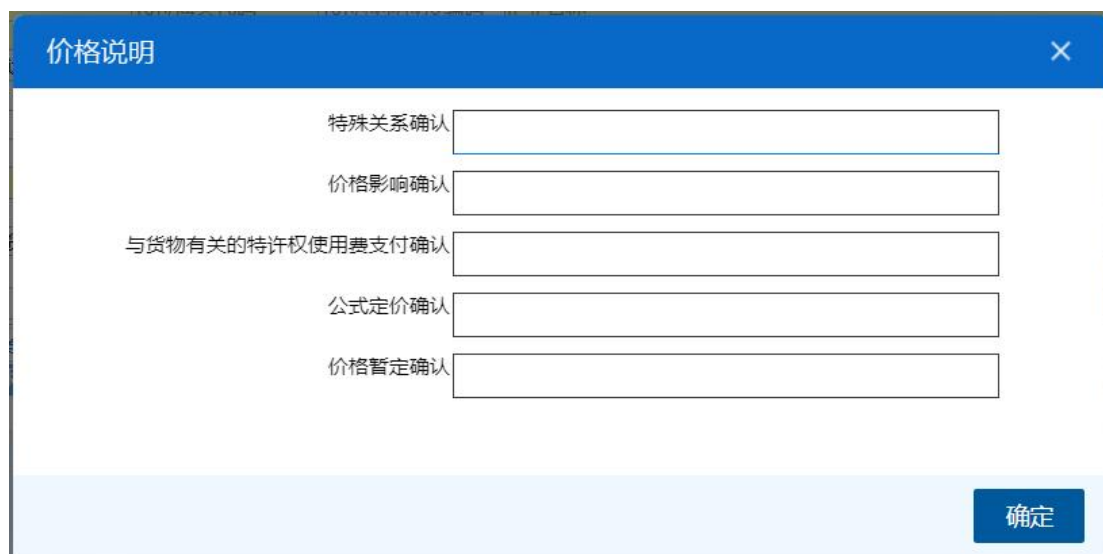 价格说明
特殊关系确认
价格影响确认
与货物有关的特许权使用费支付确认
公式定价确认
价格暂定确认
确定